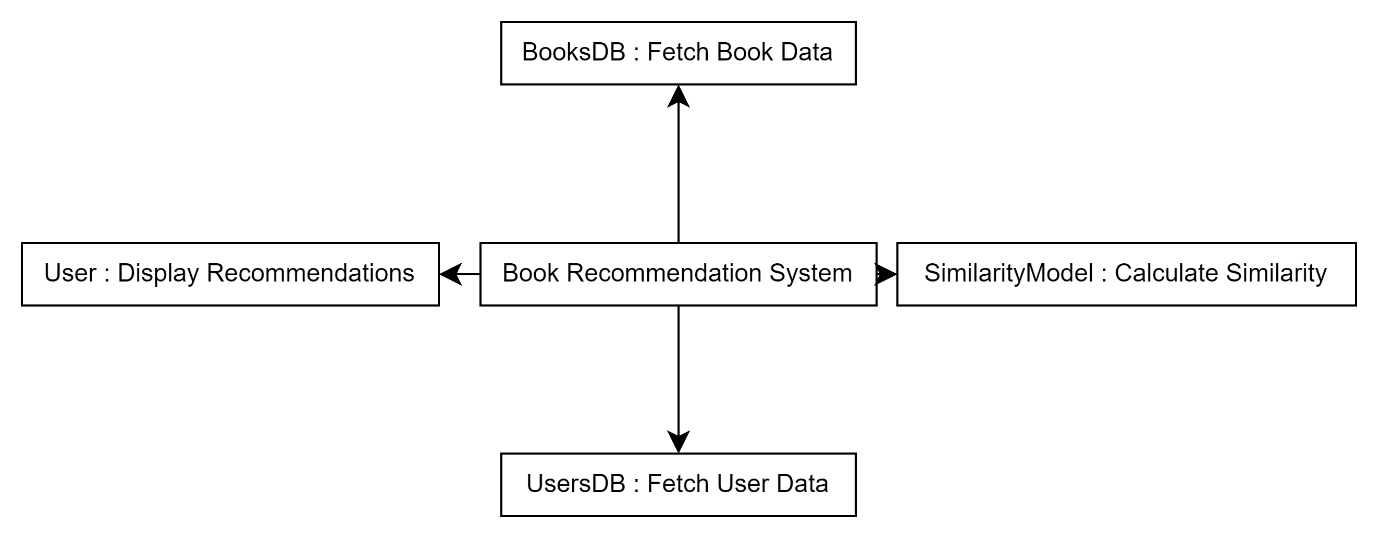 BooksDB : Fetch Book Data
User : Display Recommendations
Book Recommendation System
SimilarityModel : Calculate Similarity
UsersDB : Fetch User Data